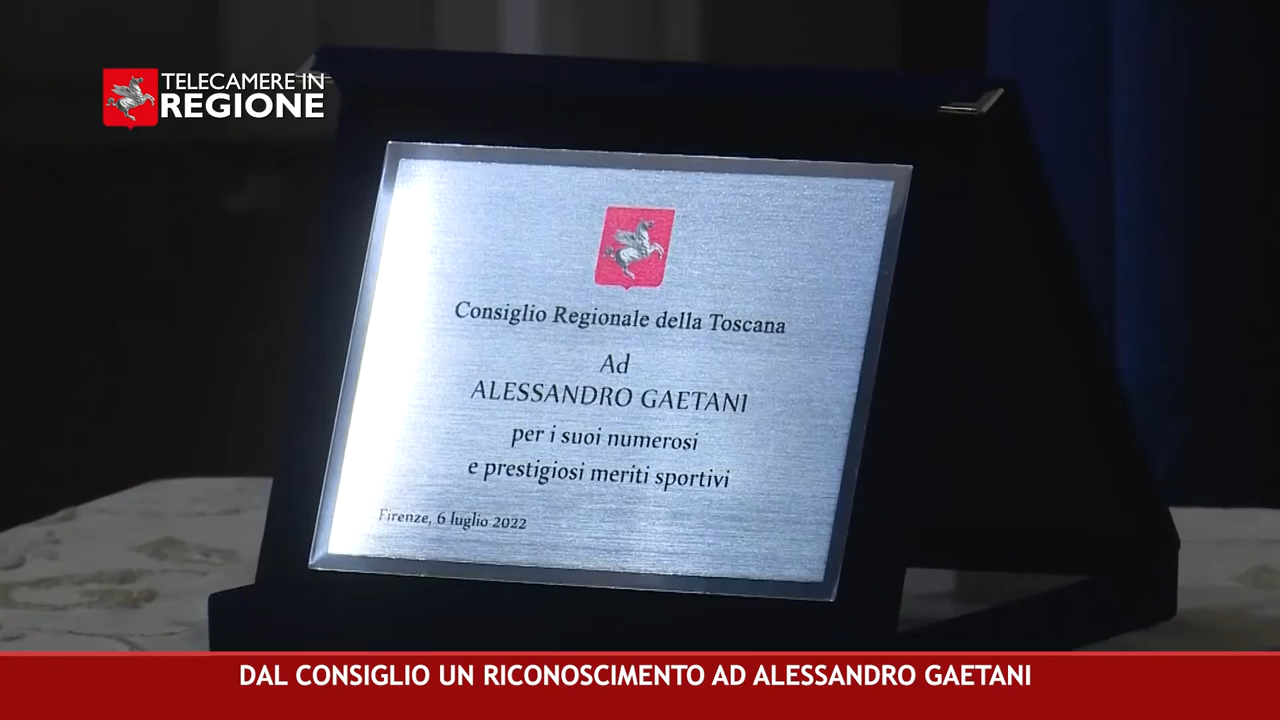 TELECAMERE IN
REGIONE
Consiglio Regionale della Toscana
Ad
ALESSANDRO GAETANI
per i suoi numerosi
e prestigiosi meriti sportivi
Firenze, 6 luglio 2022
DAL CONSIGLIO UN RICONOSCIMENTO AD ALESSANDRO GAETANI